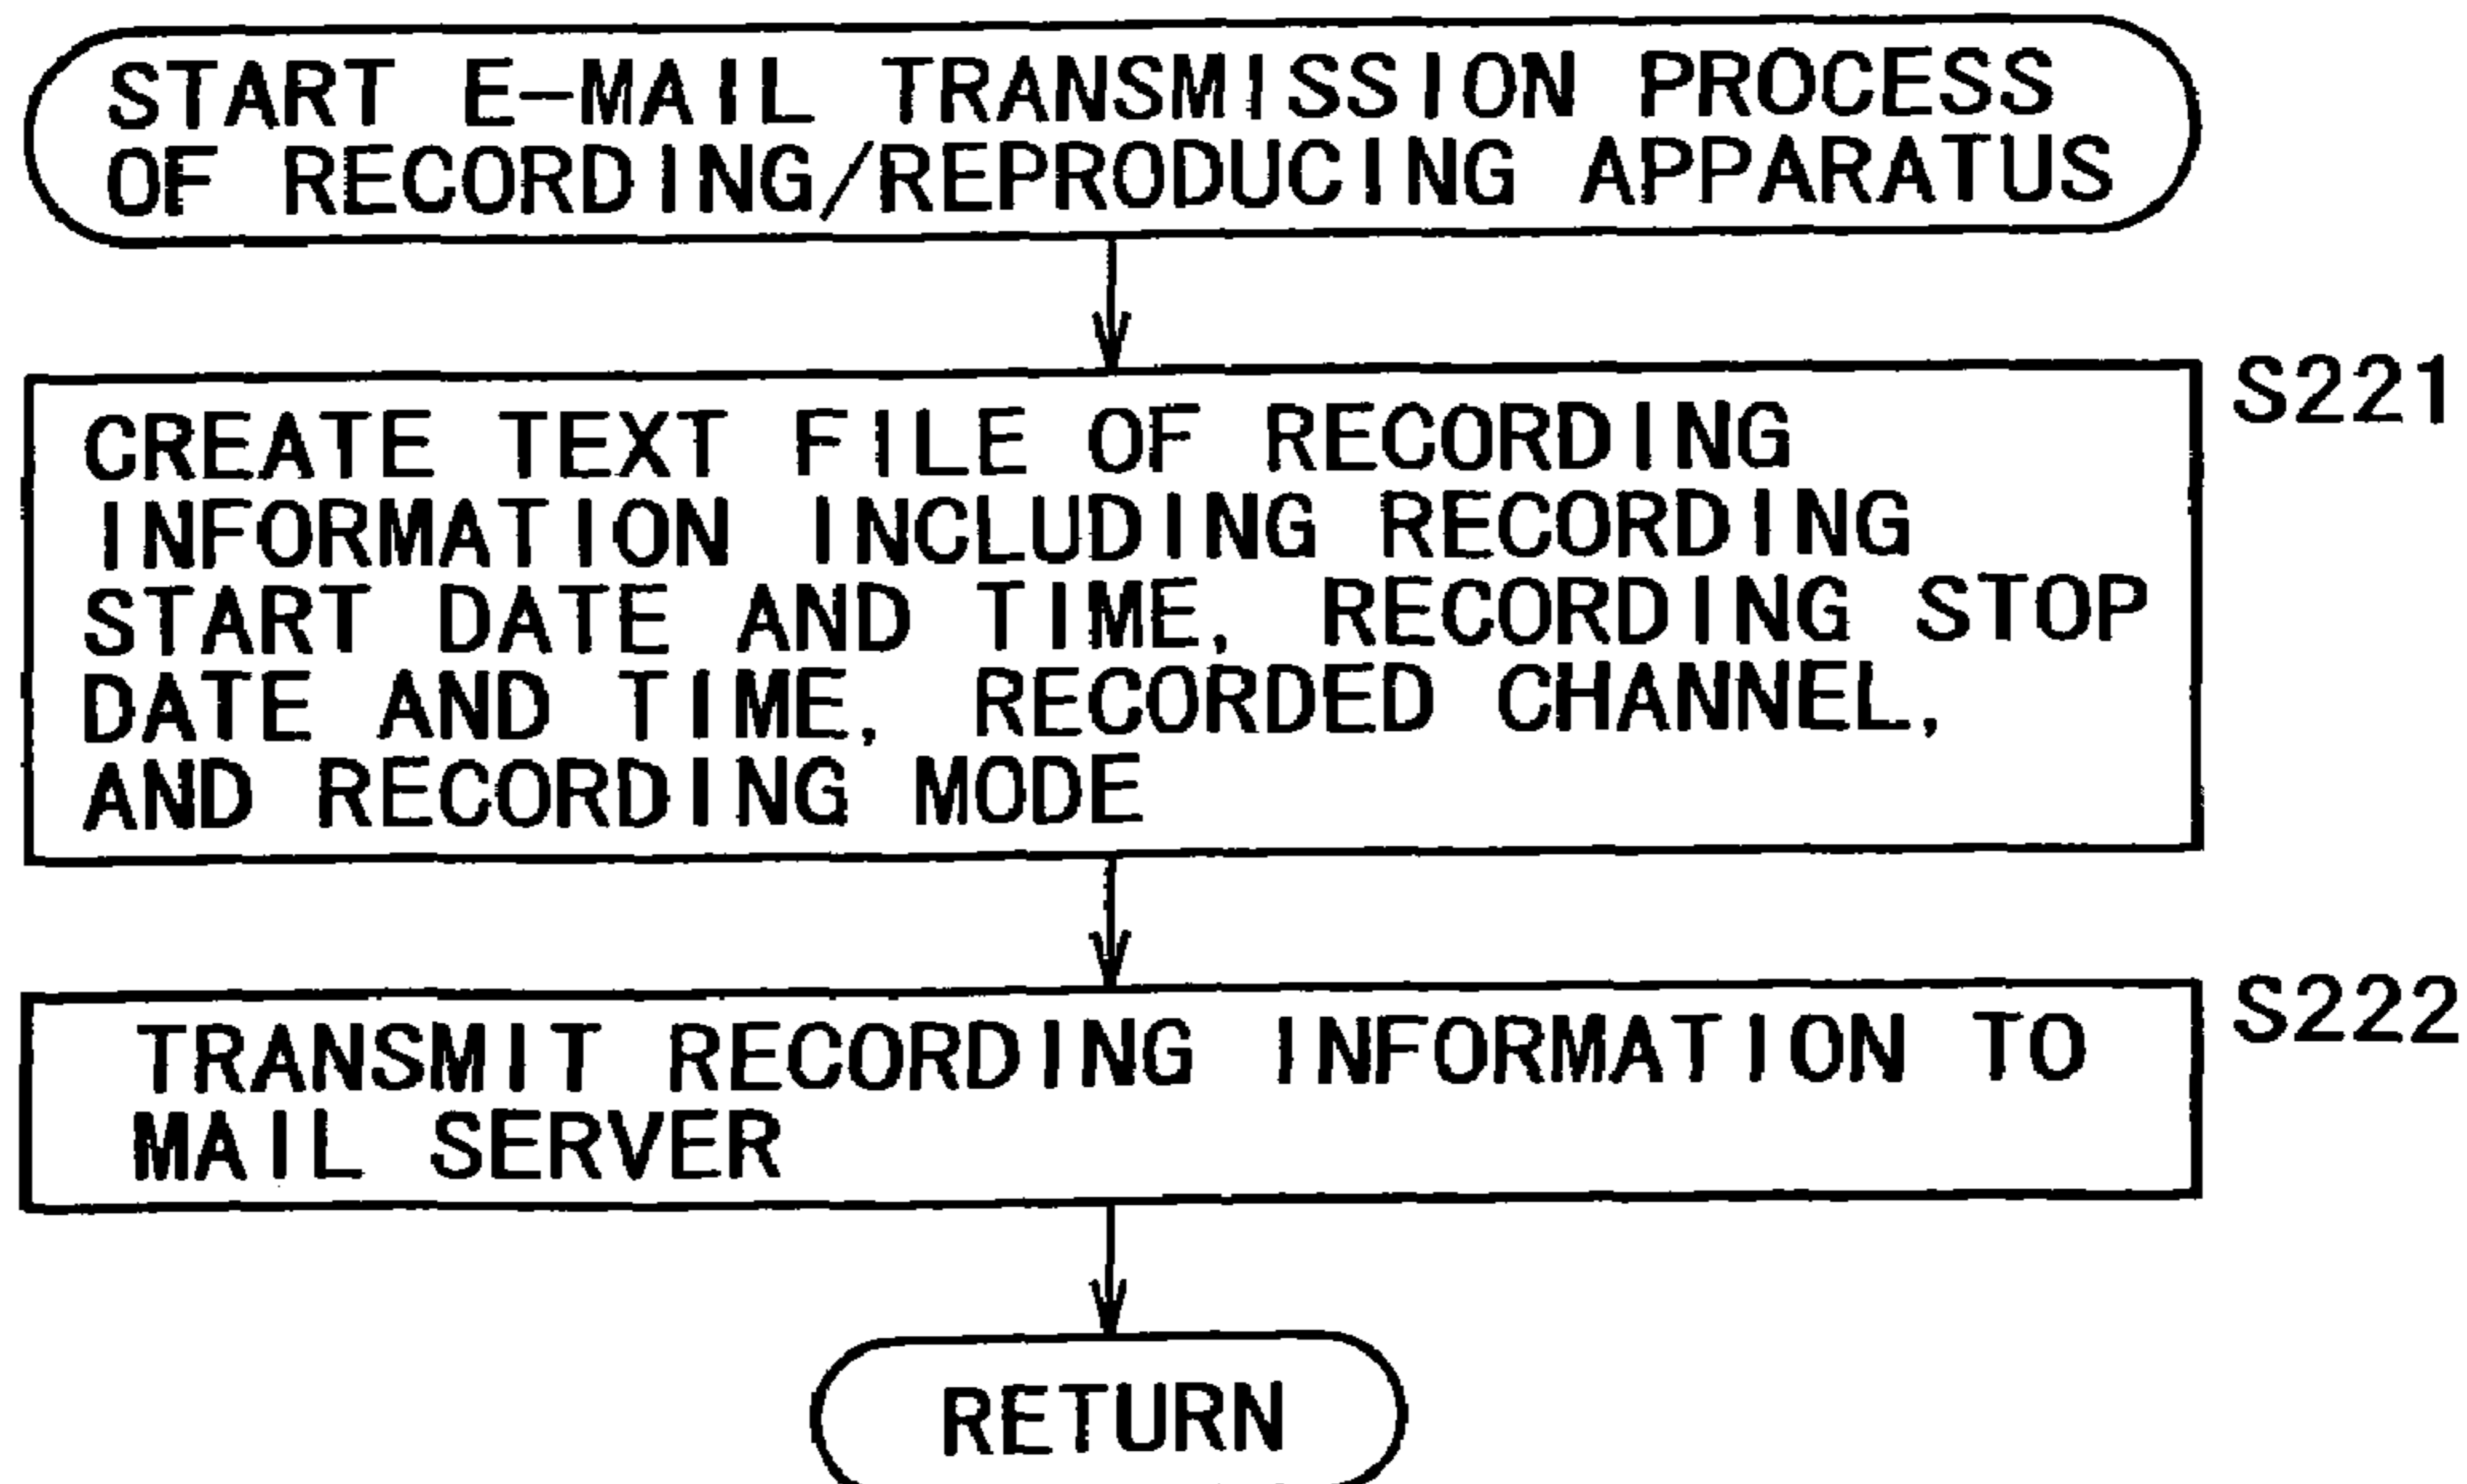 START E-MAIL TRANSMISSION PROCESS
OF RECORDING/REPRODUCING APPARATUS
S221
CREATE TEXT FILE OF RECORDING
INFORMATION INCLUDING RECORDING
START DATE AND TIME, RECORDING STOP
DATE AND TIME, RECORDED CHANNEL,
AND RECORDING MODE
S222
TRANSMIT RECORDING INFORMATION TO
MAIL SERVER
RETURN